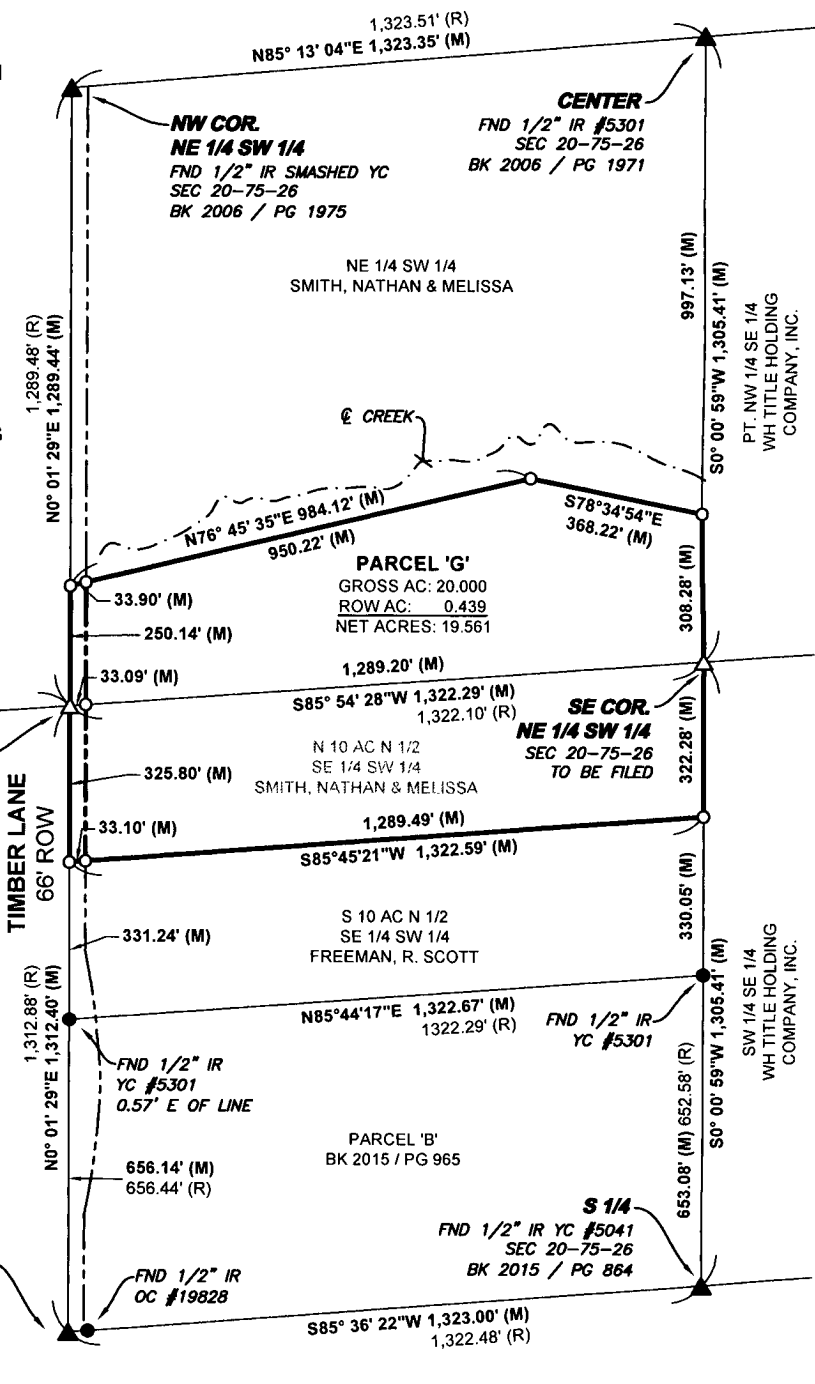 1,323.51' (R)
N85° 13' 04"E 1,323.35' (M)
NW COR.
NE 1/4 SW 1/4
FND 1/2" IR SMASHED YC
SEC 20-75-26
BK 2006 / PG 1975
CENTER
FND 1/2" IR #5301
SEC 20-75-26
BK 2006 / PG 1971
NE 1/4 SW 1/4
SMITH, NATHAN & MELISSA
997.13' (M)
S0° 00' 59"W 1,305.41' (M)
PT. NW 1/4 SE 1/4
WH TITLE HOLDING
COMPANY, INC.
1,289.48' (R)
N0° 01' 29"E 1,289.44' (M)
℄ CREEK
N76° 45' 35"E 984.12' (M)
950.22' (M)
S78°34'54"E
368.22' (M)
PARCEL 'G'
GROSS AC: 20.000
ROW AC: 0.439
NET ACRES: 19.561
33.90' (M)
250.14' (M)
308.28' (M)
33.09' (M)
1,289.20' (M)
S85° 54' 28"W 1,322.29' (M)
1,322.10' (R)
SE COR.
NE 1/4 SW 1/4
SEC 20-75-26
TO BE FILED
N 10 AC N 1/2
SE 1/4 SW 1/4
SMITH, NATHAN & MELISSA
322.28' (M)
325.80' (M)
TIMBER LANE
66' ROW
33.10' (M)
1,289.49' (M)
S85°45'21"W 1,322.59' (M)
331.24' (M)
S 10 AC N 1/2
SE 1/4 SW 1/4
FREEMAN, R. SCOTT
330.05' (M)
1,312.88' (R)
N0° 01' 29"E 1,312.40' (M)
N85°44'17"E 1,322.67' (M)
1322.29' (R)
FND 1/2" IR
YC #5301
S0° 00' 59"W 1,305.41' (M)
SW 1/4 SE 1/4
WH TITLE HOLDING
COMPANY, INC.
FND 1/2" IR
YC #5301
0.57' E OF LINE
PARCEL 'B'
BK 2015 / PG 965
653.08' (M) 652.58' (R)
656.14' (M)
656.44' (R)
S 1/4
FND 1/2" IR YC #5041
SEC 20-75-26
BK 2015 / PG 864
FND 1/2" IR
OC #19828
S85° 36' 22"W 1,323.00' (M)
1,322.48' (R)